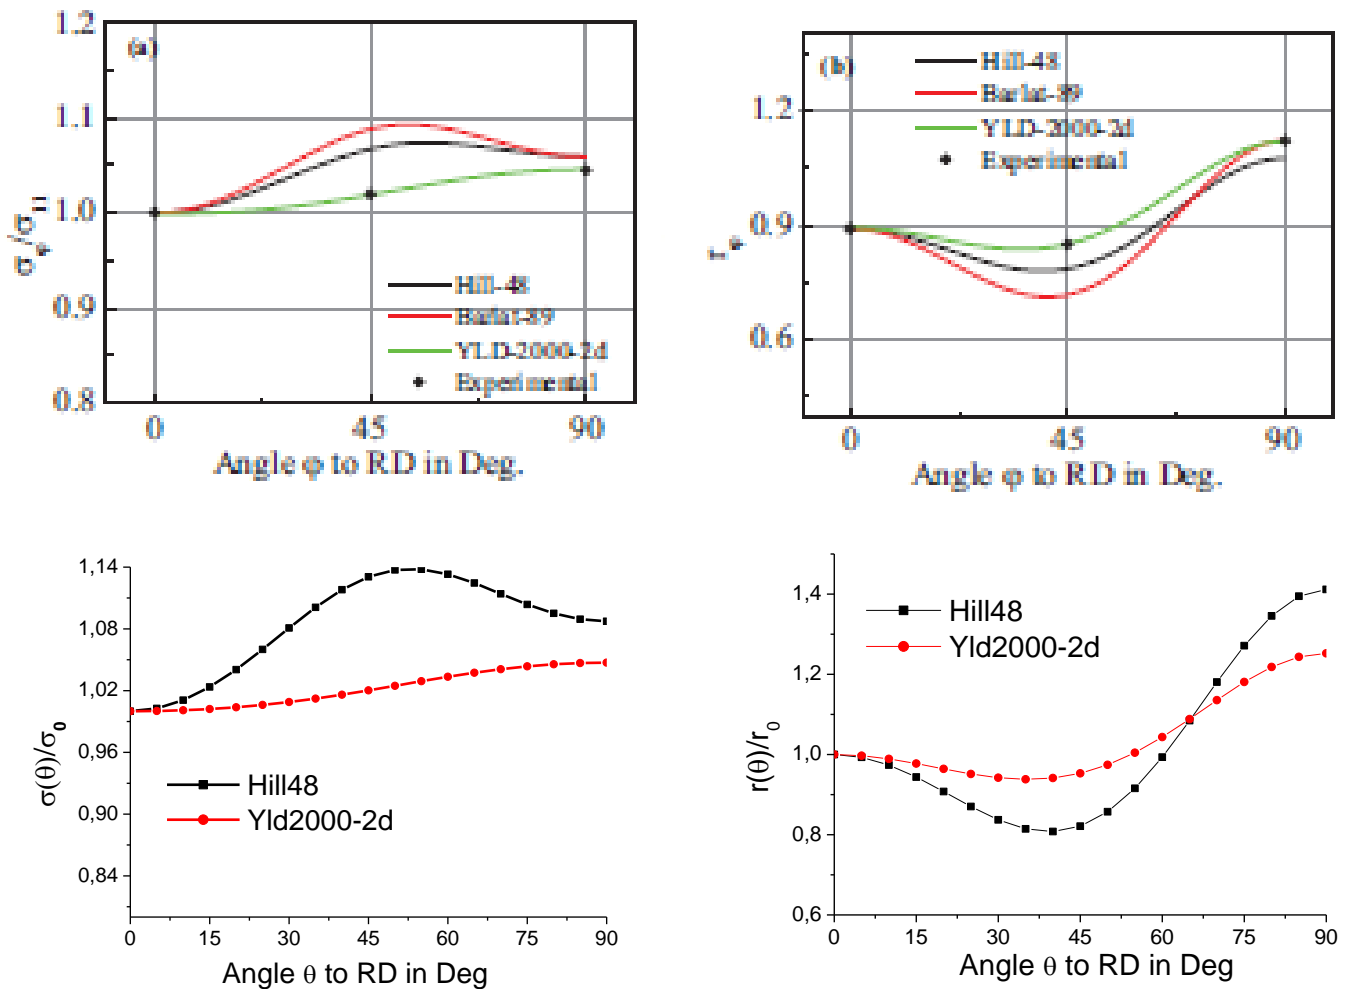 (a)
1.2
1.1
1.0
0.9
0.8
σφ/σ11
Hill-48
Barlat-89
YLD-2000-2d
Experimental
0 45 90
Angle φ to RD in Deg.
(b)
Hill-48
Barlat-89
YLD-2000-2d
Experimental
1.2
0.9
0.6
rφ
0 45 90
Angle φ to RD in Deg.
1,14
1,08
1,02
0,96
0,90
0,84
σ(θ)/σ0
Hill48
Yld2000-2d
0 15 30 45 60 75 90
Angle θ to RD in Deg
1,4
1,2
1,0
0,8
0,6
r(θ)/r0
Hill48
Yld2000-2d
0 15 30 45 60 75 90
Angle θ to RD in Deg